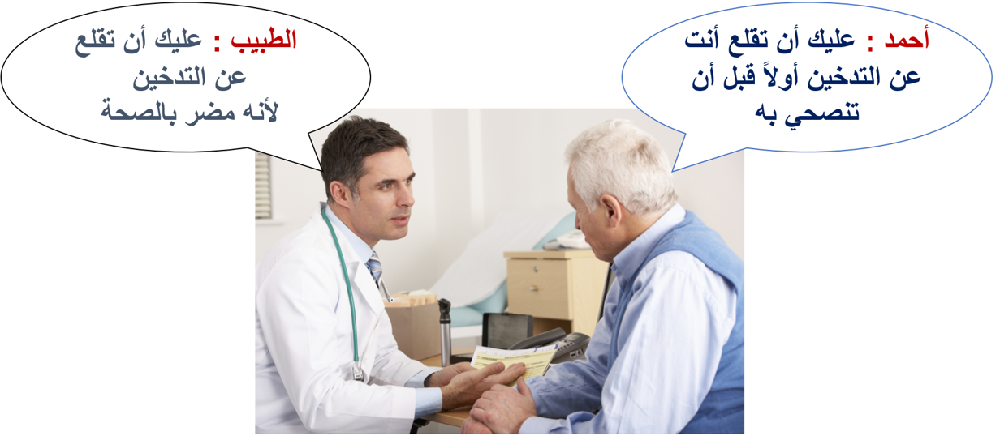 الطبيب : عليك أن تقلع
عن التدخين
لأنه مضر بالصحة
أحمد : عليك أن تقلع أنت
عن التدخين أولاً قبل أن
تنصحي به